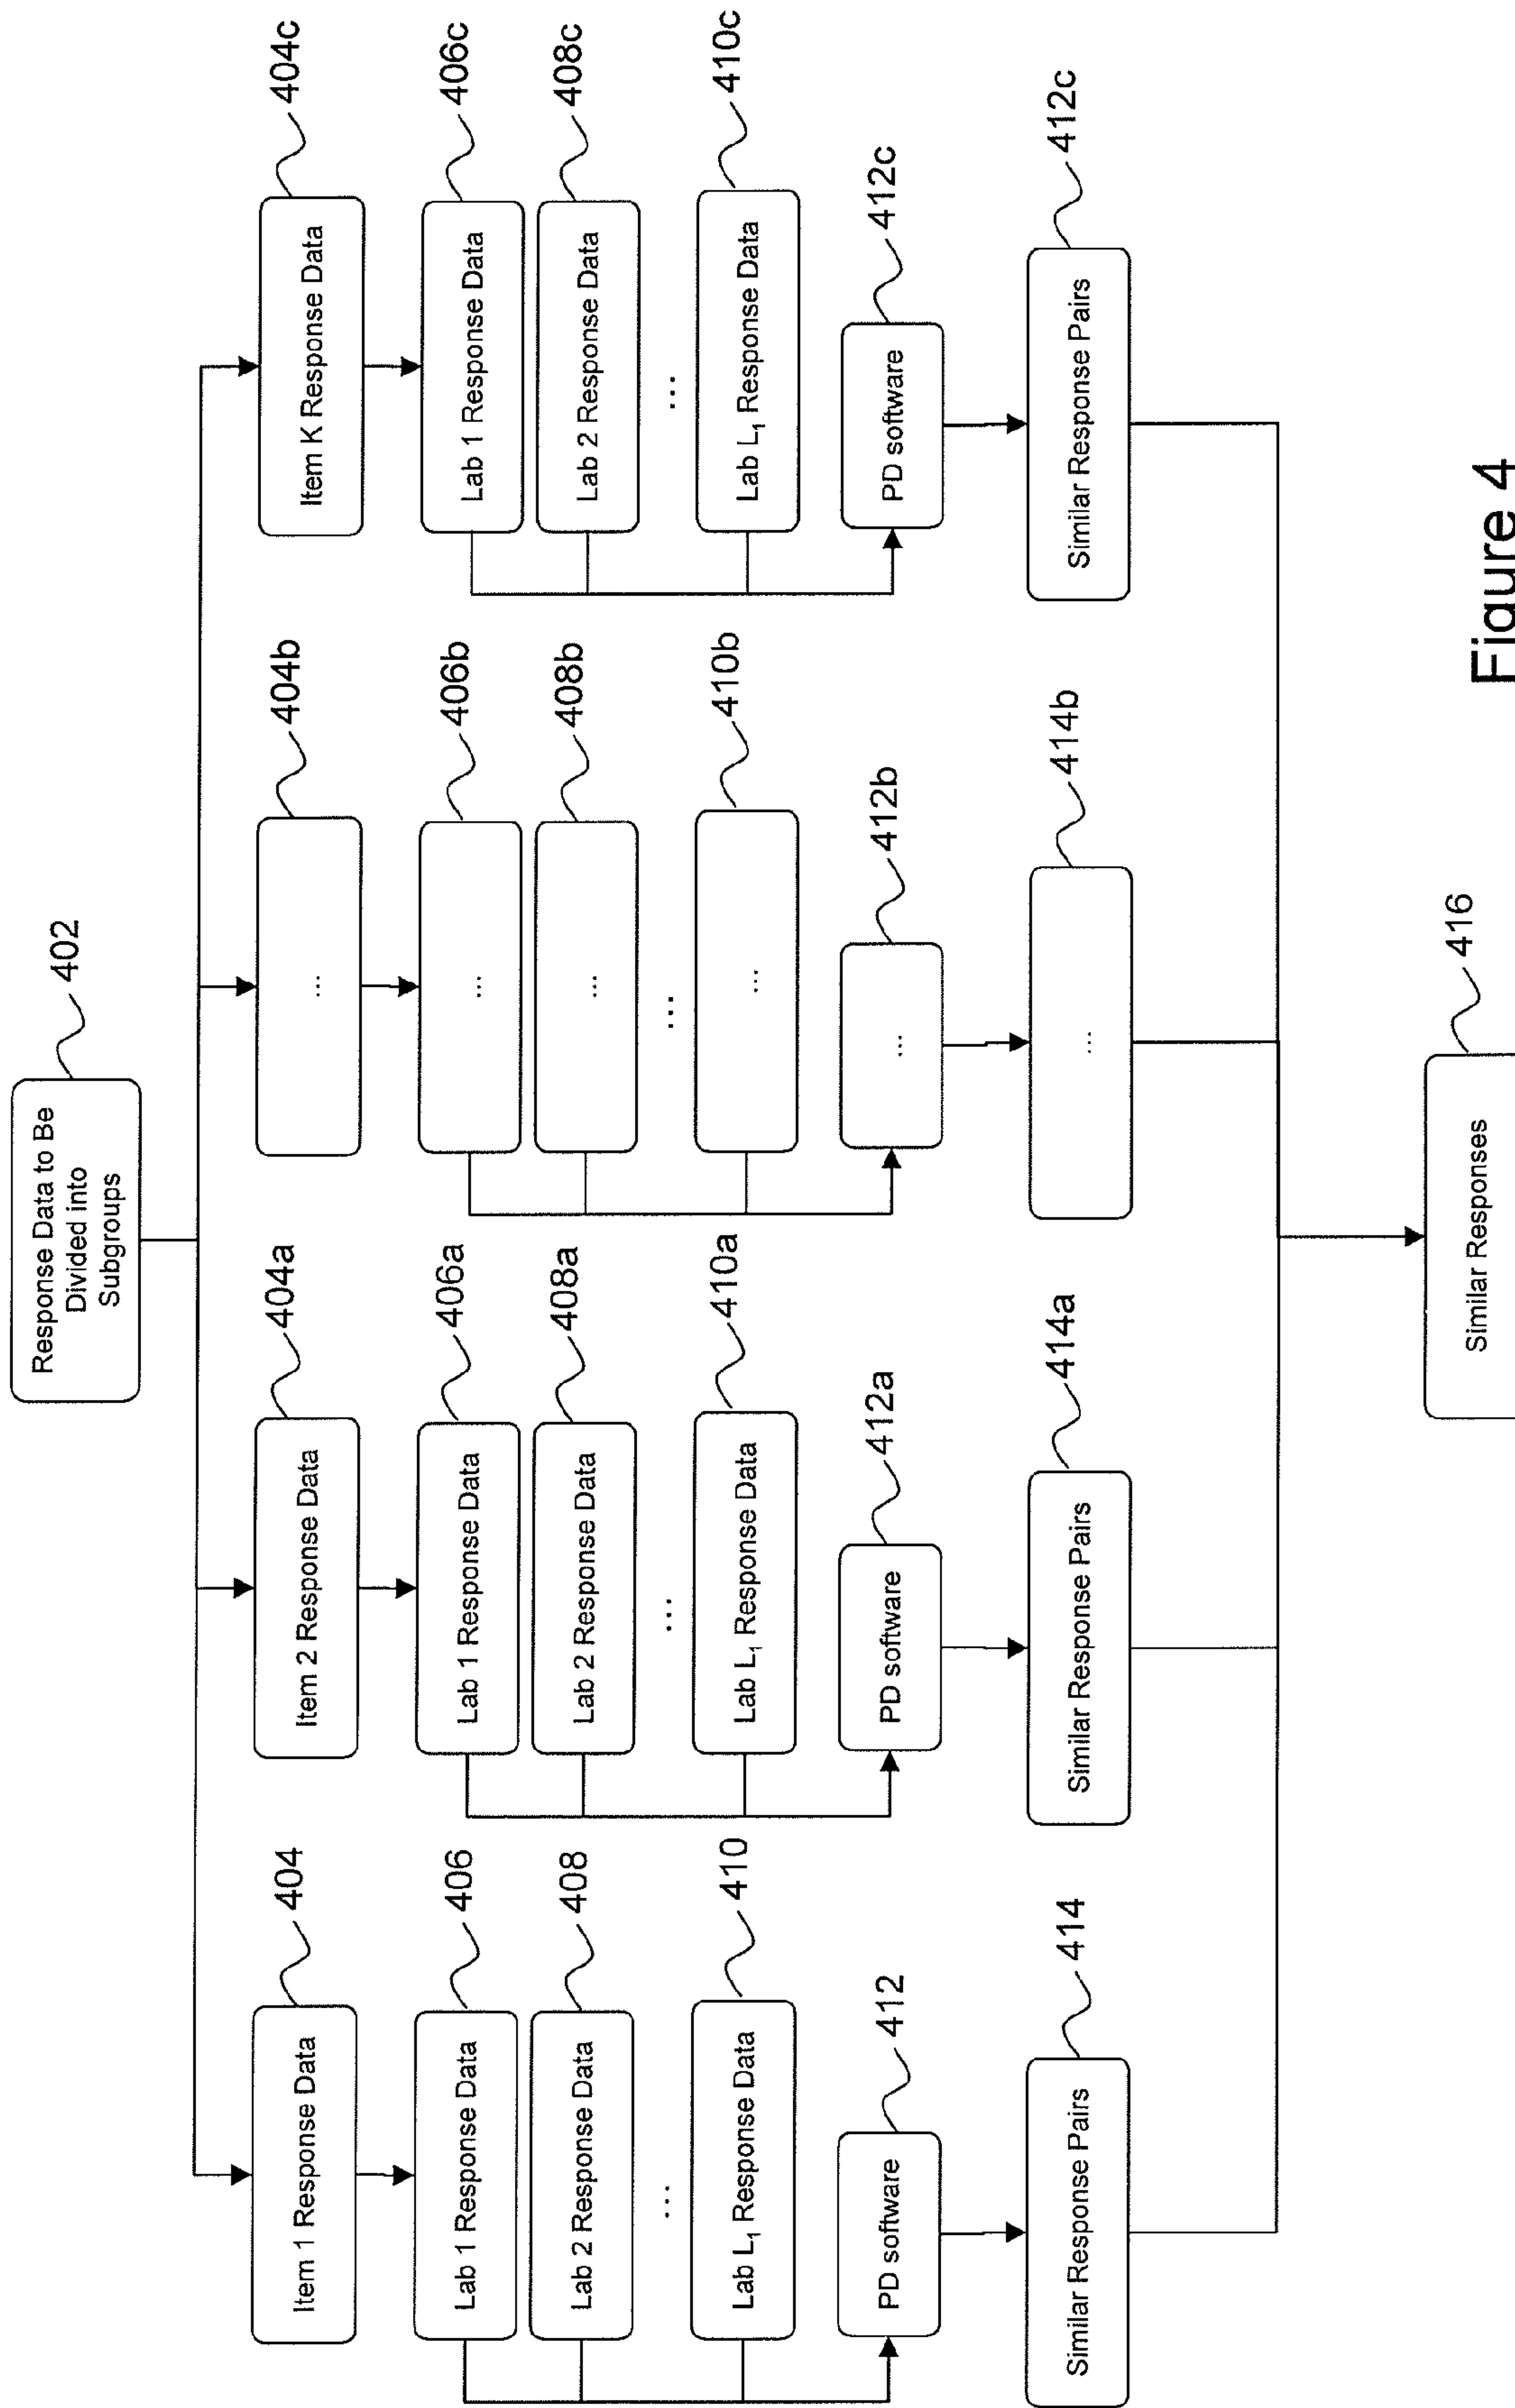 Response Data to Be
Divided into
Subgroups
402
Item 1 Response Data
404
Item 2 Response Data
404a
...
404b
Item K Response Data
404c
Lab 1 Response Data
406
Lab 1 Response Data
406a
...
406b
Lab 1 Response Data
406c
Lab 2 Response Data
408
Lab 2 Response Data
408a
...
408b
Lab 2 Response Data
408c
...
...
...
...
Lab L₁ Response Data
410
Lab L₁ Response Data
410a
...
410b
Lab L₁ Response Data
410c
PD software
412
PD software
412a
...
412b
PD software
412c
Similar Response Pairs
414
Similar Response Pairs
414a
...
414b
Similar Response Pairs
412c
Similar Responses
416
Figure 4